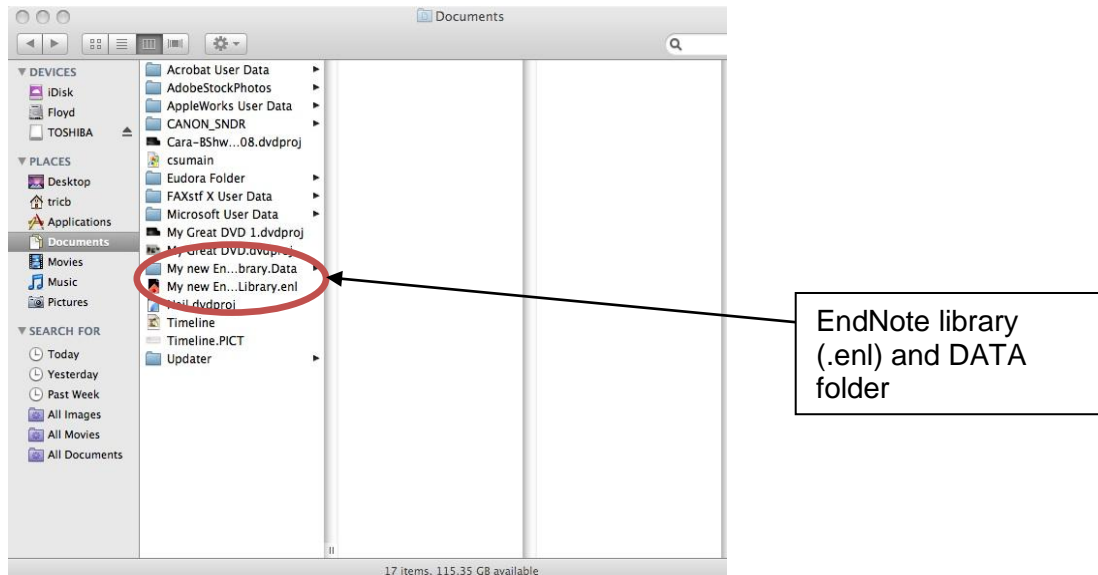 Documents
DEVICES
iDisk
Floyd
TOSHIBA
PLACES
Desktop
tricb
Applications
Documents
Movies
Music
Pictures
SEARCH FOR
Today
Yesterday
Past Week
All Images
All Movies
All Documents
Acrobat User Data
AdobeStockPhotos
AppleWorks User Data
CANON_SNDR
Cara-BShw...08.dvdproj
csumain
Eudora Folder
FAXstf X User Data
Microsoft User Data
My Great DVD 1.dvdproj
My Great DVD.dvdproj
My new En...brary.Data
My new En...Library.enl
Neil.dvdproj
Timeline
Timeline.PICT
Updater
17 items, 115.35 GB available
EndNote library
(.enl) and DATA
folder